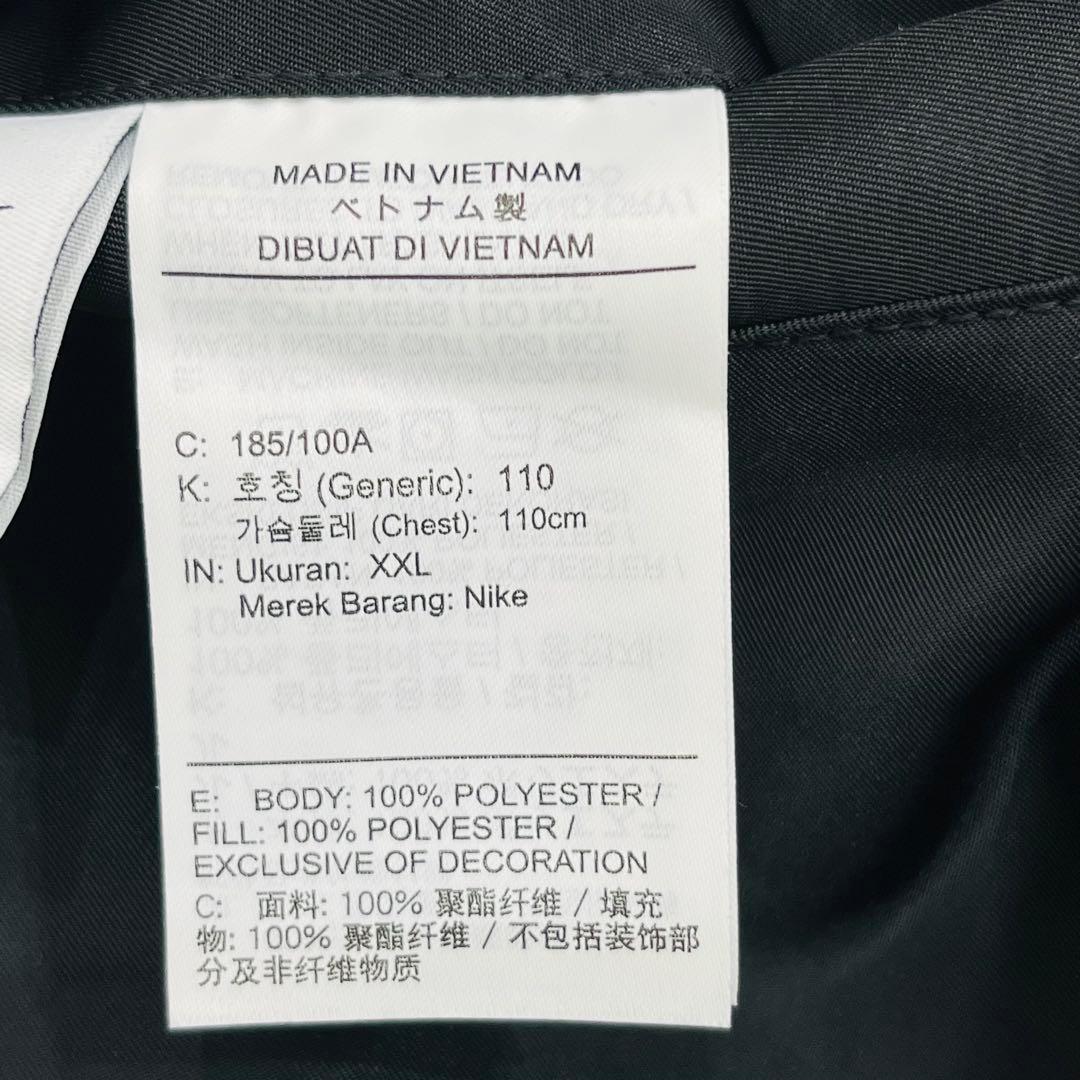 MADE IN VIETNAM
ベトナム製
DIBUAT DI VIETNAM
C: 185/100A
K: 호칭 (Generic): 110
가슴둘레 (Chest): 110cm
IN: Ukuran: XXL
Merek Barang: Nike
E: BODY: 100% POLYESTER /
FILL: 100% POLYESTER /
EXCLUSIVE OF DECORATION
C: 面料: 100% 聚酯纤维 / 填充
物: 100% 聚酯纤维 / 不包括装饰部
分及非纤维物质